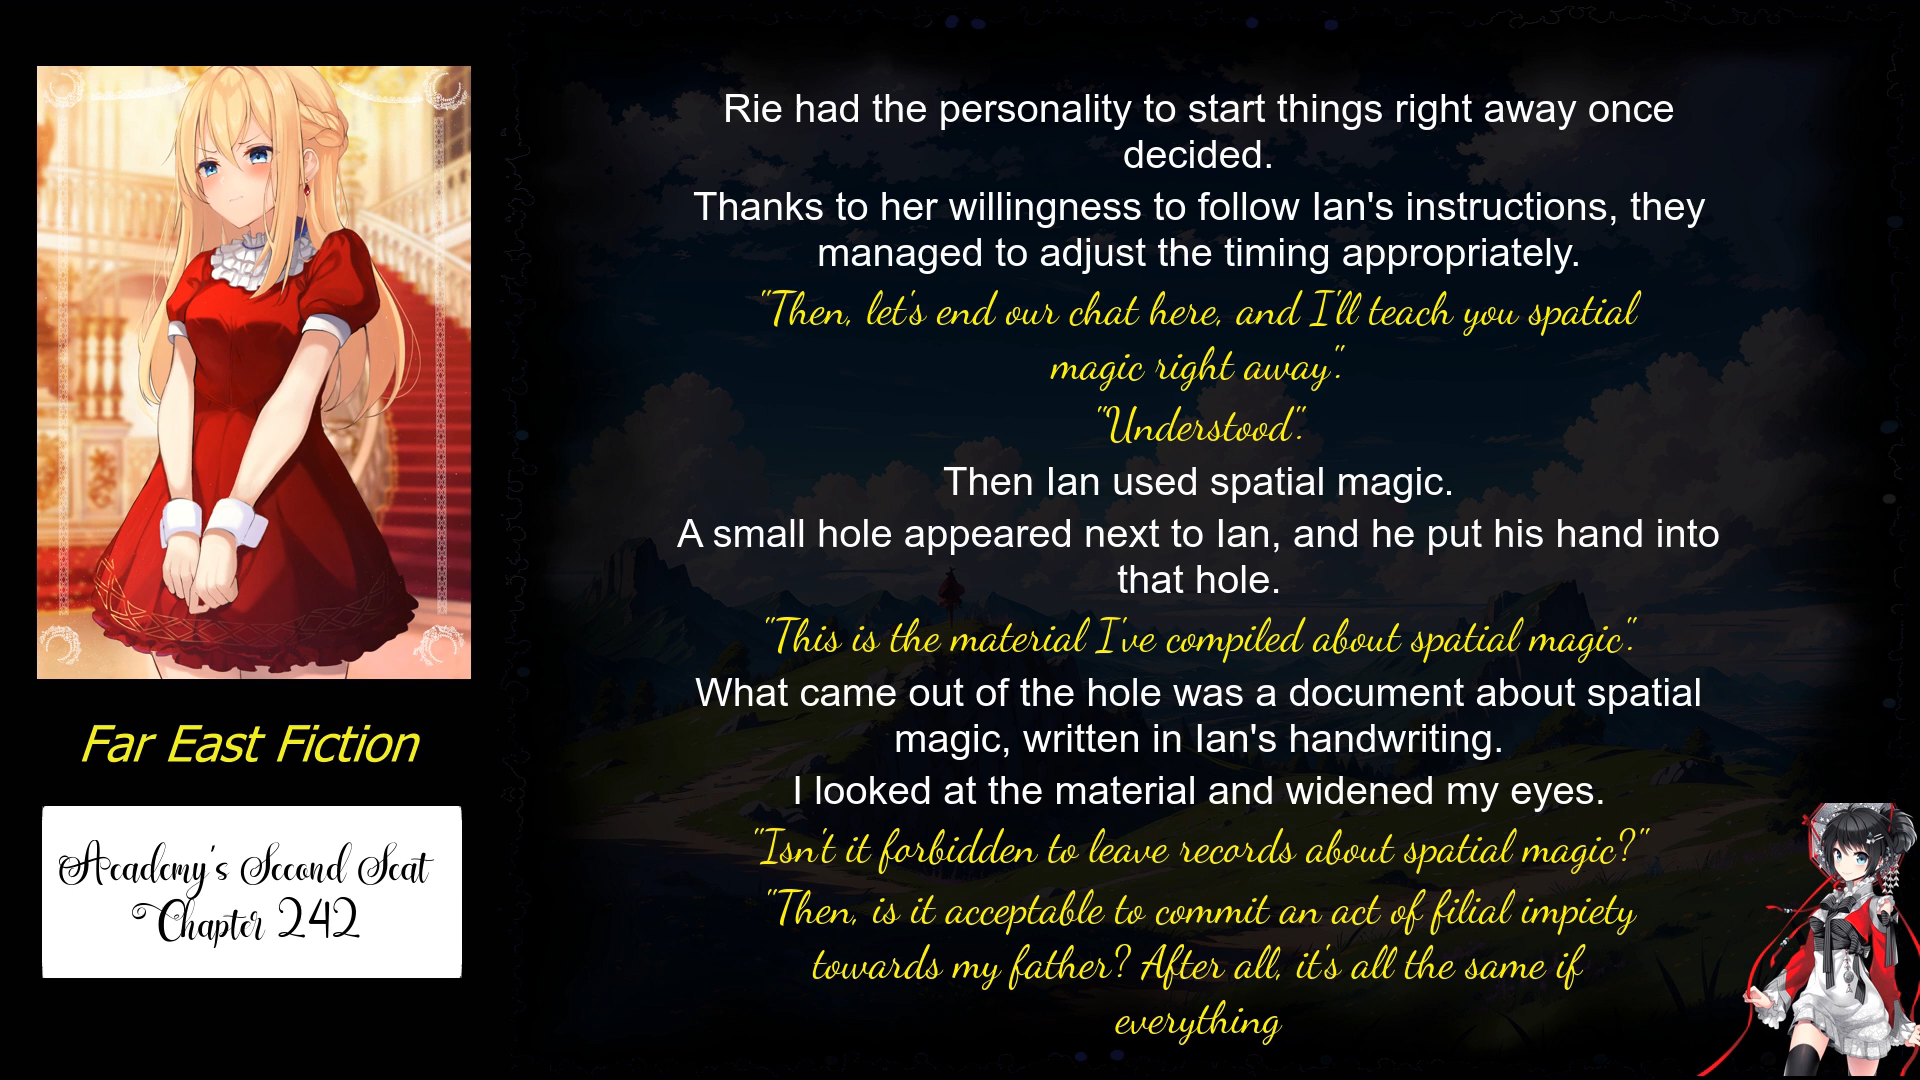 Far East Fiction
Academy's Second Seat
Chapter 242
Rie had the personality to start things right away once
decided.
Thanks to her willingness to follow Ian's instructions, they
managed to adjust the timing appropriately.
"Then, let's end our chat here, and I'll teach you spatial
magic right away".
"Understood".
Then Ian used spatial magic.
A small hole appeared next to Ian, and he put his hand into
that hole.
"This is the material I've compiled about spatial magic".
What came out of the hole was a document about spatial
magic, written in Ian's handwriting.
I looked at the material and widened my eyes.
"Isn't it forbidden to leave records about spatial magic?"
"Then, is it acceptable to commit an act of filial impiety
towards my father? After all, it's all the same if
everything